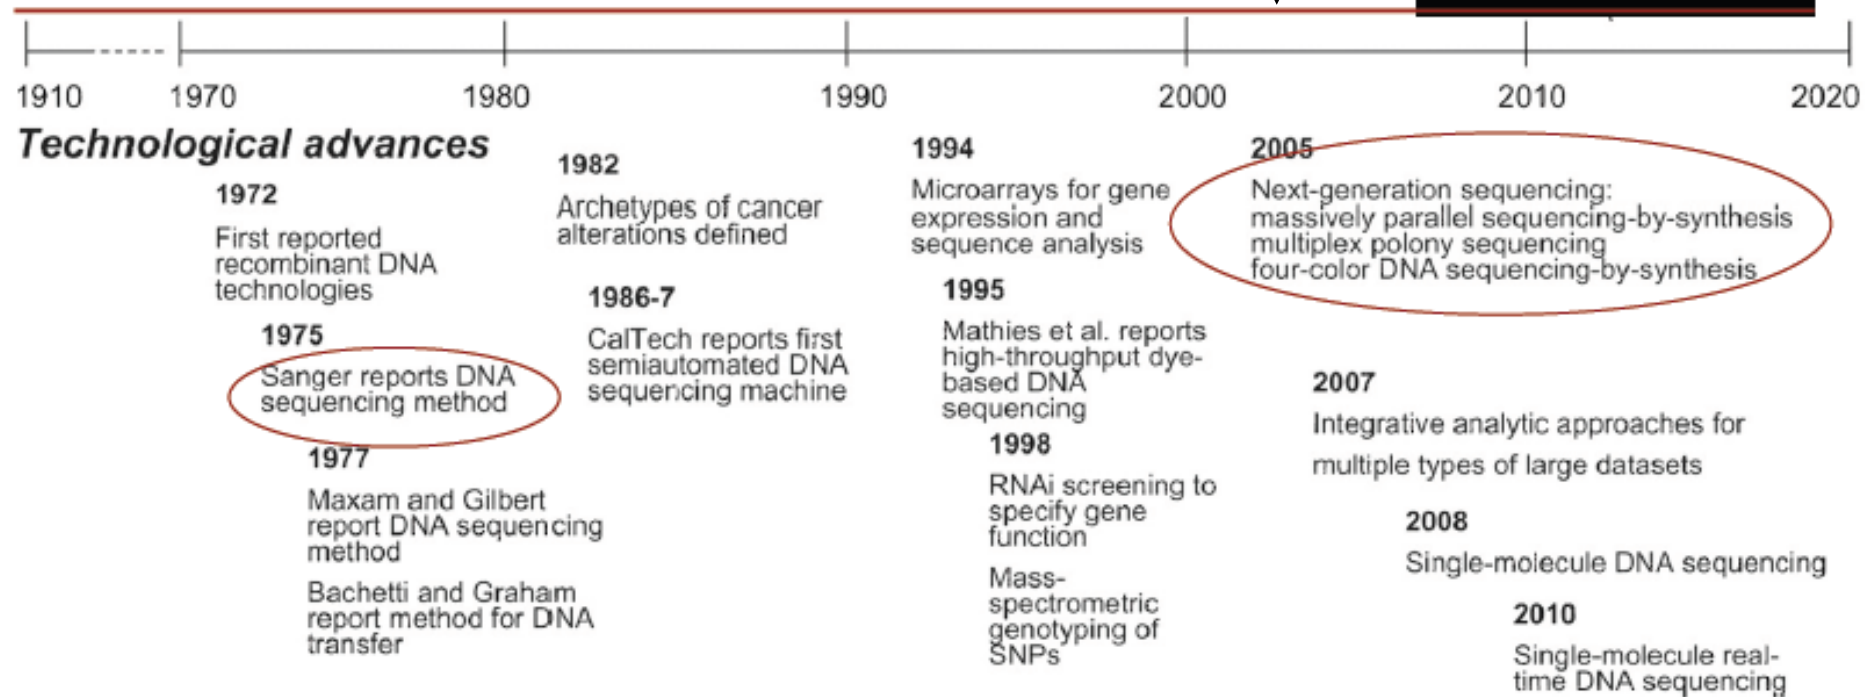 1910 1970 1980 1990 2000 2010 2020
Technological advances
1972
First reported
recombinant DNA
technologies
1975
Sanger reports DNA
sequencing method
1977
Maxam and Gilbert
report DNA sequencing
method
Bachetti and Graham
report method for DNA
transfer
1982
Archetypes of cancer
alterations defined
1986-7
CalTech reports first
semiautomated DNA
sequencing machine
1994
Microarrays for gene
expression and
sequence analysis
1995
Mathies et al. reports
high-throughput dye-
based DNA
sequencing
1998
RNAi screening to
specify gene
function
Mass-
spectrometric
genotyping of
SNPs
2005
Next-generation sequencing:
massively parallel sequencing-by-synthesis
multiplex polony sequencing
four-color DNA sequencing-by-synthesis
2007
Integrative analytic approaches for
multiple types of large datasets
2008
Single-molecule DNA sequencing
2010
Single-molecule real-
time DNA sequencing